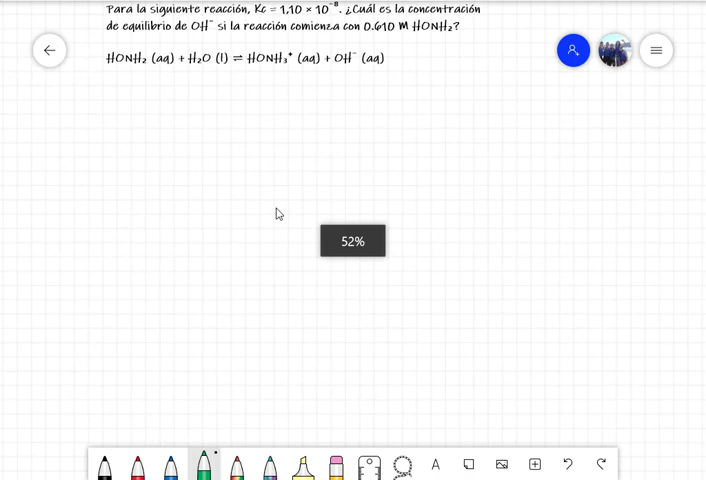 Para la siguiente reacción, Kc = 1.10 × 10⁻⁸. ¿Cuál es la concentración
de equilibrio de OH⁻ si la reacción comienza con 0.610 M HONH₂?
HONH₂ (aq) + H₂O (l) ⇌ HONH₃⁺ (aq) + OH⁻ (aq)
52%
A